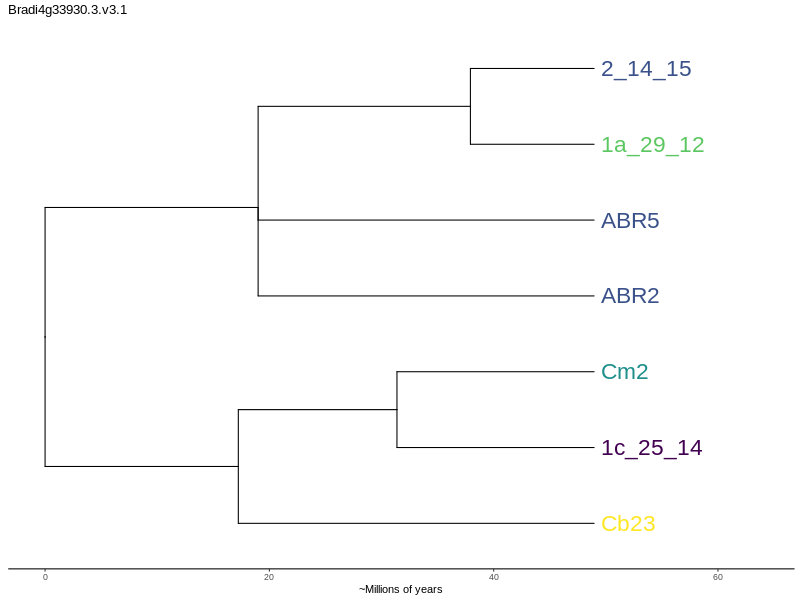 Bradi4g33930.3.v3.1
2_14_15
1a_29_12
ABR5
ABR2
Cm2
1c_25_14
Cb23
0 20 40 60
~Millions of years